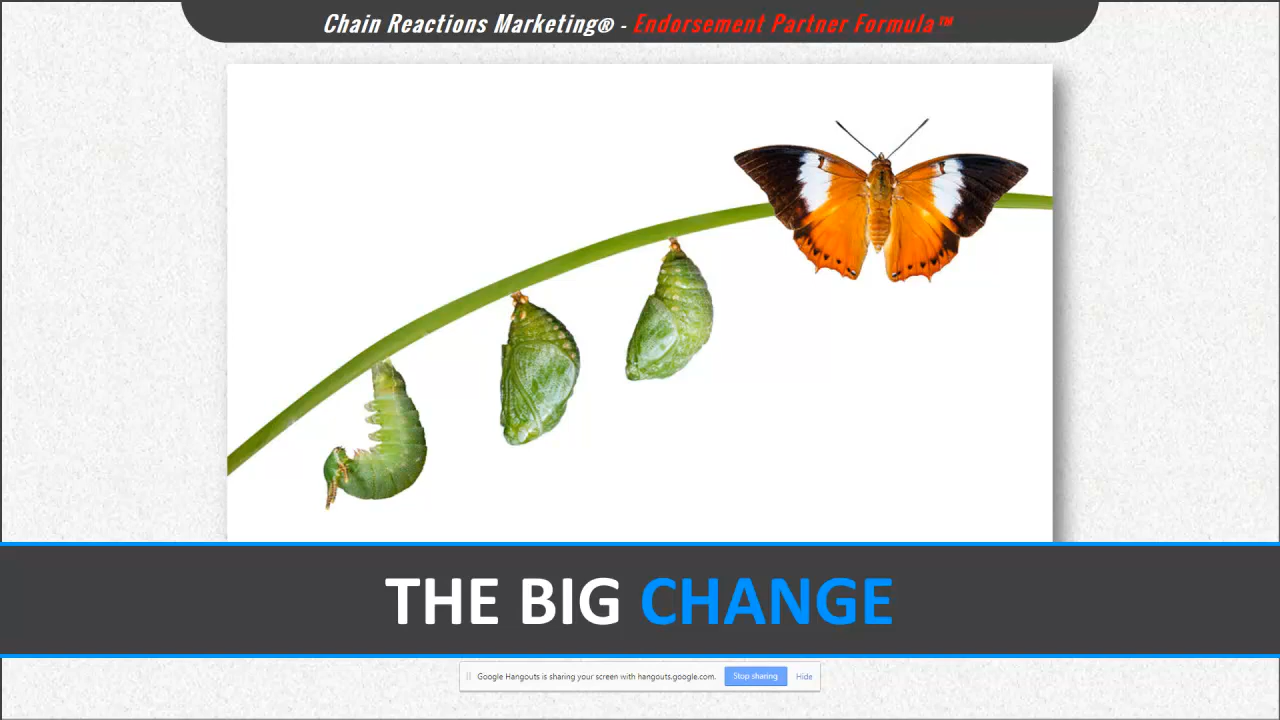 Chain Reactions Marketing® - Endorsement Partner Formula™
THE BIG CHANGE
Google Hangouts is sharing your screen with hangouts.google.com. Stop sharing Hide